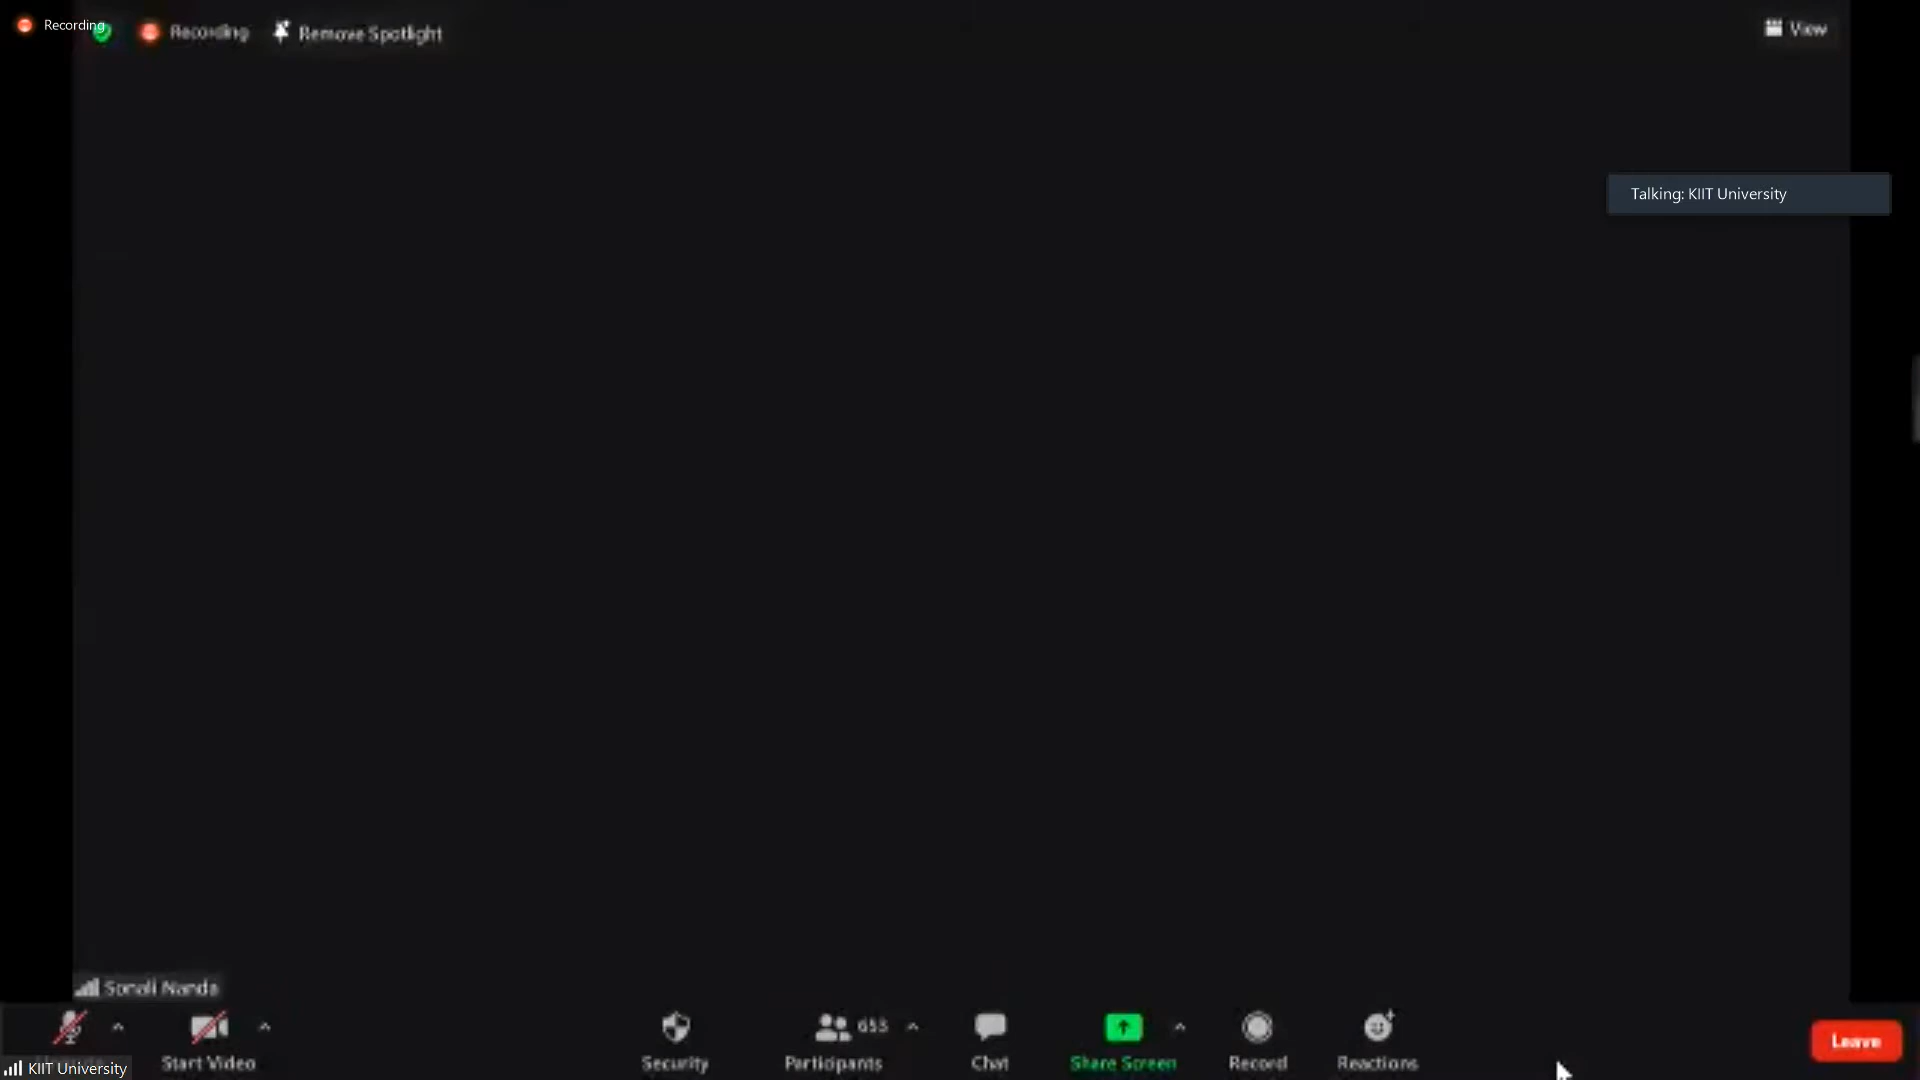 Recording
Recording
Remove Spotlight
View
Talking: KIIT University
Sonali Nanda
653
Start Video
Security
Participants
Chat
Share Screen
Record
Reactions
Leave
KIIT University